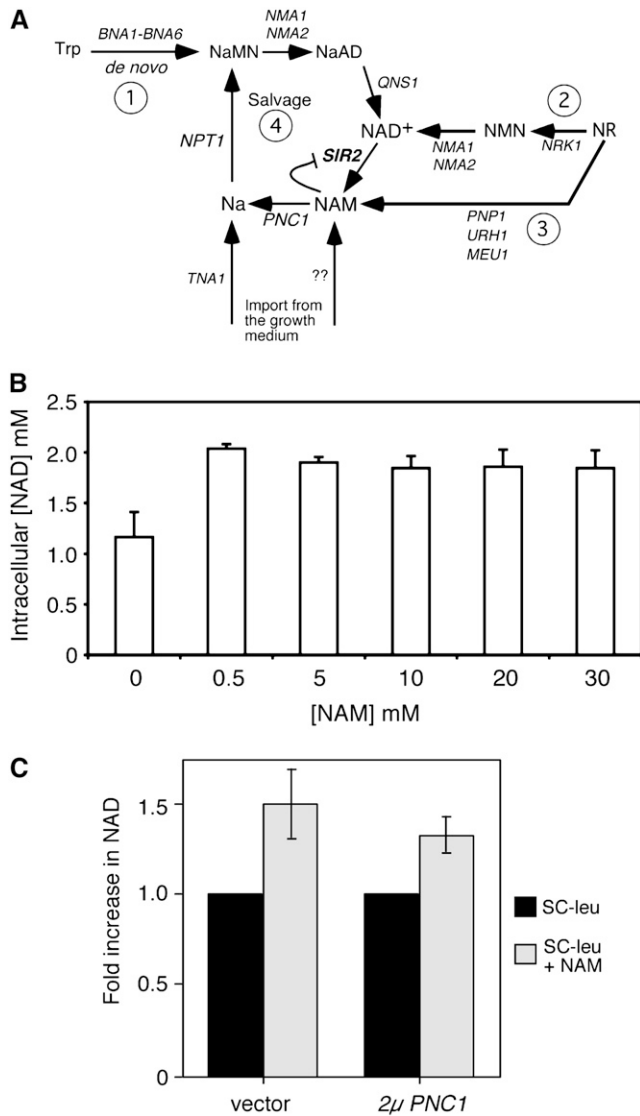 A
Trp
BNA1-BNA6
de novo
1
NaMN
NMA1
NMA2
NaAD
QNS1
Salvage
4
NPT1
2
NAD+
NMN
NR
NMA1
NMA2
NRK1
SIR2
Na
PNC1
NAM
PNP1
URH1
MEU1
3
TNA1
??
Import from
the growth
medium
B
Intracellular [NAD] mM
2.5
2.0
1.5
1.0
0.5
0
0 0.5 5 10 20 30
[NAM] mM
C
Fold increase in NAD
1.5
1.0
0.5
0
vector 2μ PNC1
SC-leu
SC-leu
+ NAM